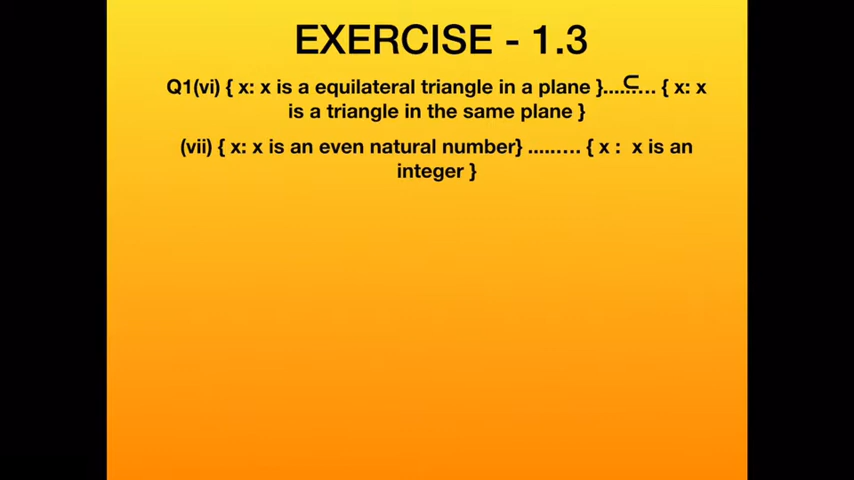 EXERCISE - 1.3
Q1(vi) { x: x is a equilateral triangle in a plane }....⊂.... { x: x
is a triangle in the same plane }
(vii) { x: x is an even natural number} ......... { x : x is an
integer }